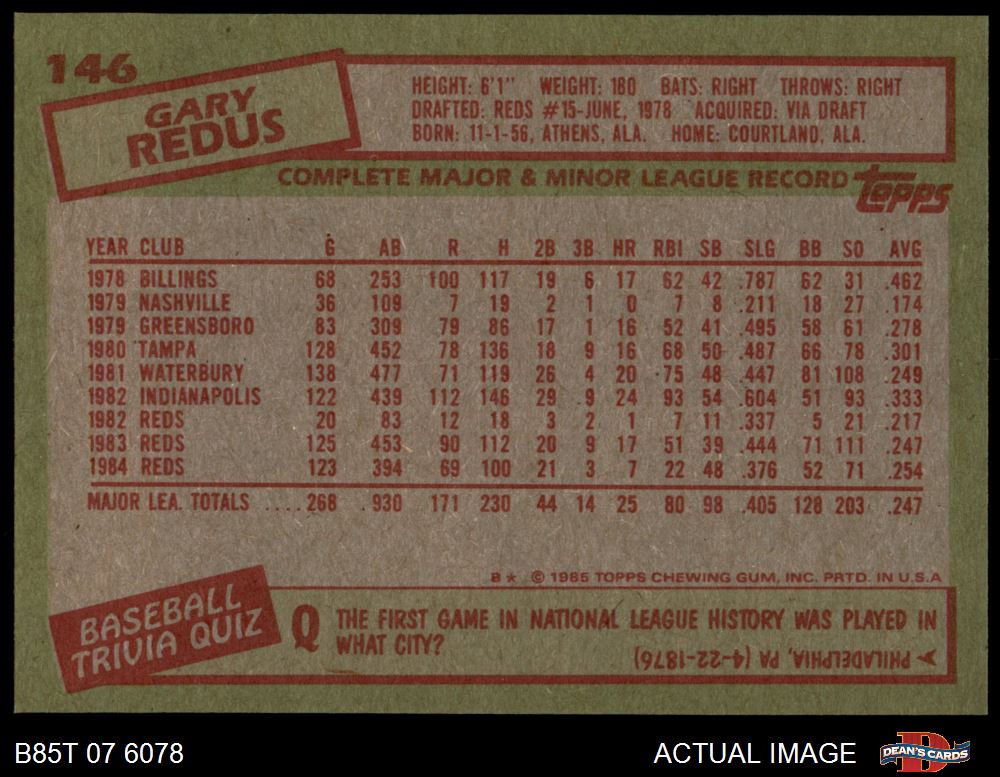 146
GARY
REDUS
HEIGHT: 6'1" WEIGHT: 180 BATS: RIGHT THROWS: RIGHT
DRAFTED: REDS #15-JUNE, 1978 ACQUIRED: VIA DRAFT
BORN: 11-1-56, ATHENS, ALA. HOME: COURTLAND, ALA.
COMPLETE MAJOR & MINOR LEAGUE RECORD topps
YEAR CLUB G AB R H 2B 3B HR RBI SB SLG BB SO AVG
1978 BILLINGS 68 253 100 117 19 6 17 62 42 .787 62 31 .462
1979 NASHVILLE 36 109 7 19 2 1 0 7 8 .211 18 27 .174
1979 GREENSBORO 83 309 79 86 17 1 16 52 41 .495 58 61 .278
1980 TAMPA 128 452 78 136 18 9 16 68 50 .487 66 78 .301
1981 WATERBURY 138 477 71 119 26 4 20 75 48 .447 81 108 .249
1982 INDIANAPOLIS 122 439 112 146 29 9 24 93 54 .604 51 93 .333
1982 REDS 20 83 12 18 3 2 1 7 11 .337 5 21 .217
1983 REDS 125 453 90 112 20 9 17 51 39 .444 71 111 .247
1984 REDS 123 394 69 100 21 3 7 22 48 .376 52 71 .254
MAJOR LEA. TOTALS .... 268 930 171 230 44 14 25 80 98 .405 128 203 .247
B★ © 1985 TOPPS CHEWING GUM, INC. PRTD. IN U.S.A
BASEBALL
TRIVIA QUIZ
Q THE FIRST GAME IN NATIONAL LEAGUE HISTORY WAS PLAYED IN
WHAT CITY?
PHILADELPHIA, PA (4-22-1876)
B85T 07 6078 ACTUAL IMAGE D DEAN'S CARDS